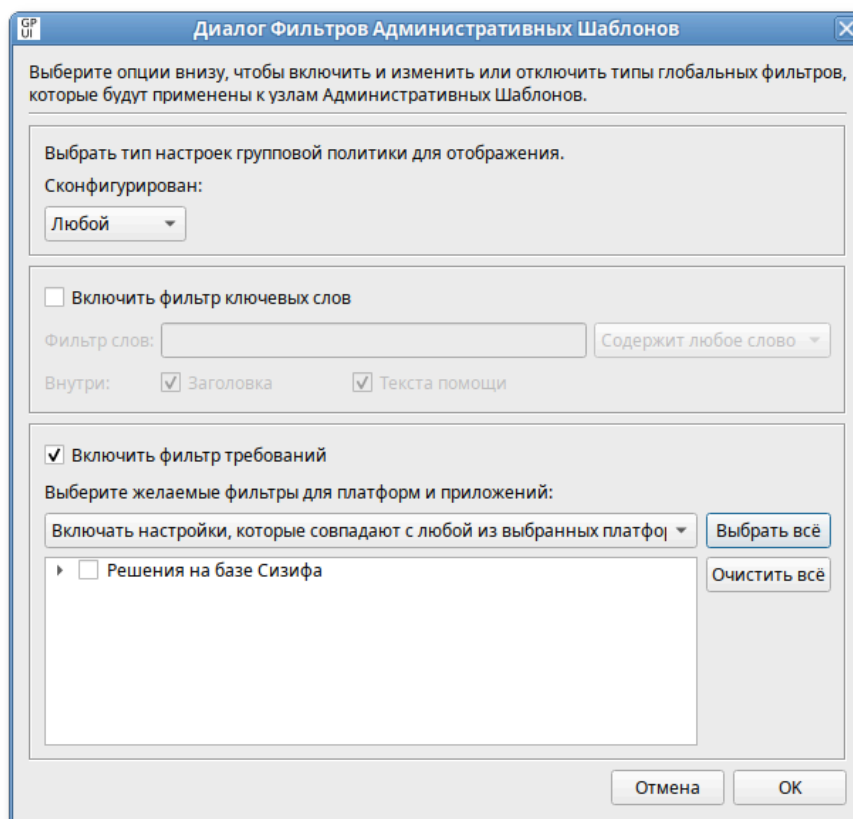 GP
UI
Диалог Фильтров Административных Шаблонов
Выберите опции внизу, чтобы включить и изменить или отключить типы глобальных фильтров,
которые будут применены к узлам Административных Шаблонов.
Выбрать тип настроек групповой политики для отображения.
Сконфигурирован:
Любой
Включить фильтр ключевых слов
Фильтр слов:
Содержит любое слово
Внутри:
Заголовка
Текста помощи
Включить фильтр требований
Выберите желаемые фильтры для платформ и приложений:
Включать настройки, которые совпадают с любой из выбранных платфор
Выбрать всё
Решения на базе Сизифа
Очистить всё
Отмена
OK